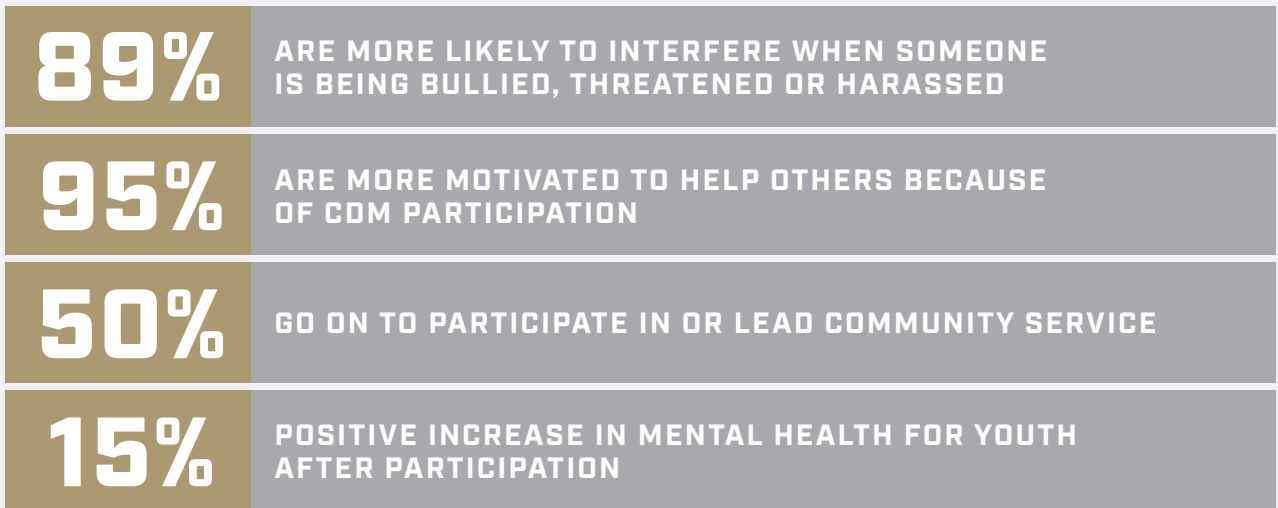 89%
ARE MORE LIKELY TO INTERFERE WHEN SOMEONE
IS BEING BULLIED, THREATENED OR HARASSED
95%
ARE MORE MOTIVATED TO HELP OTHERS BECAUSE
OF CDM PARTICIPATION
50%
GO ON TO PARTICIPATE IN OR LEAD COMMUNITY SERVICE
15%
POSITIVE INCREASE IN MENTAL HEALTH FOR YOUTH
AFTER PARTICIPATION